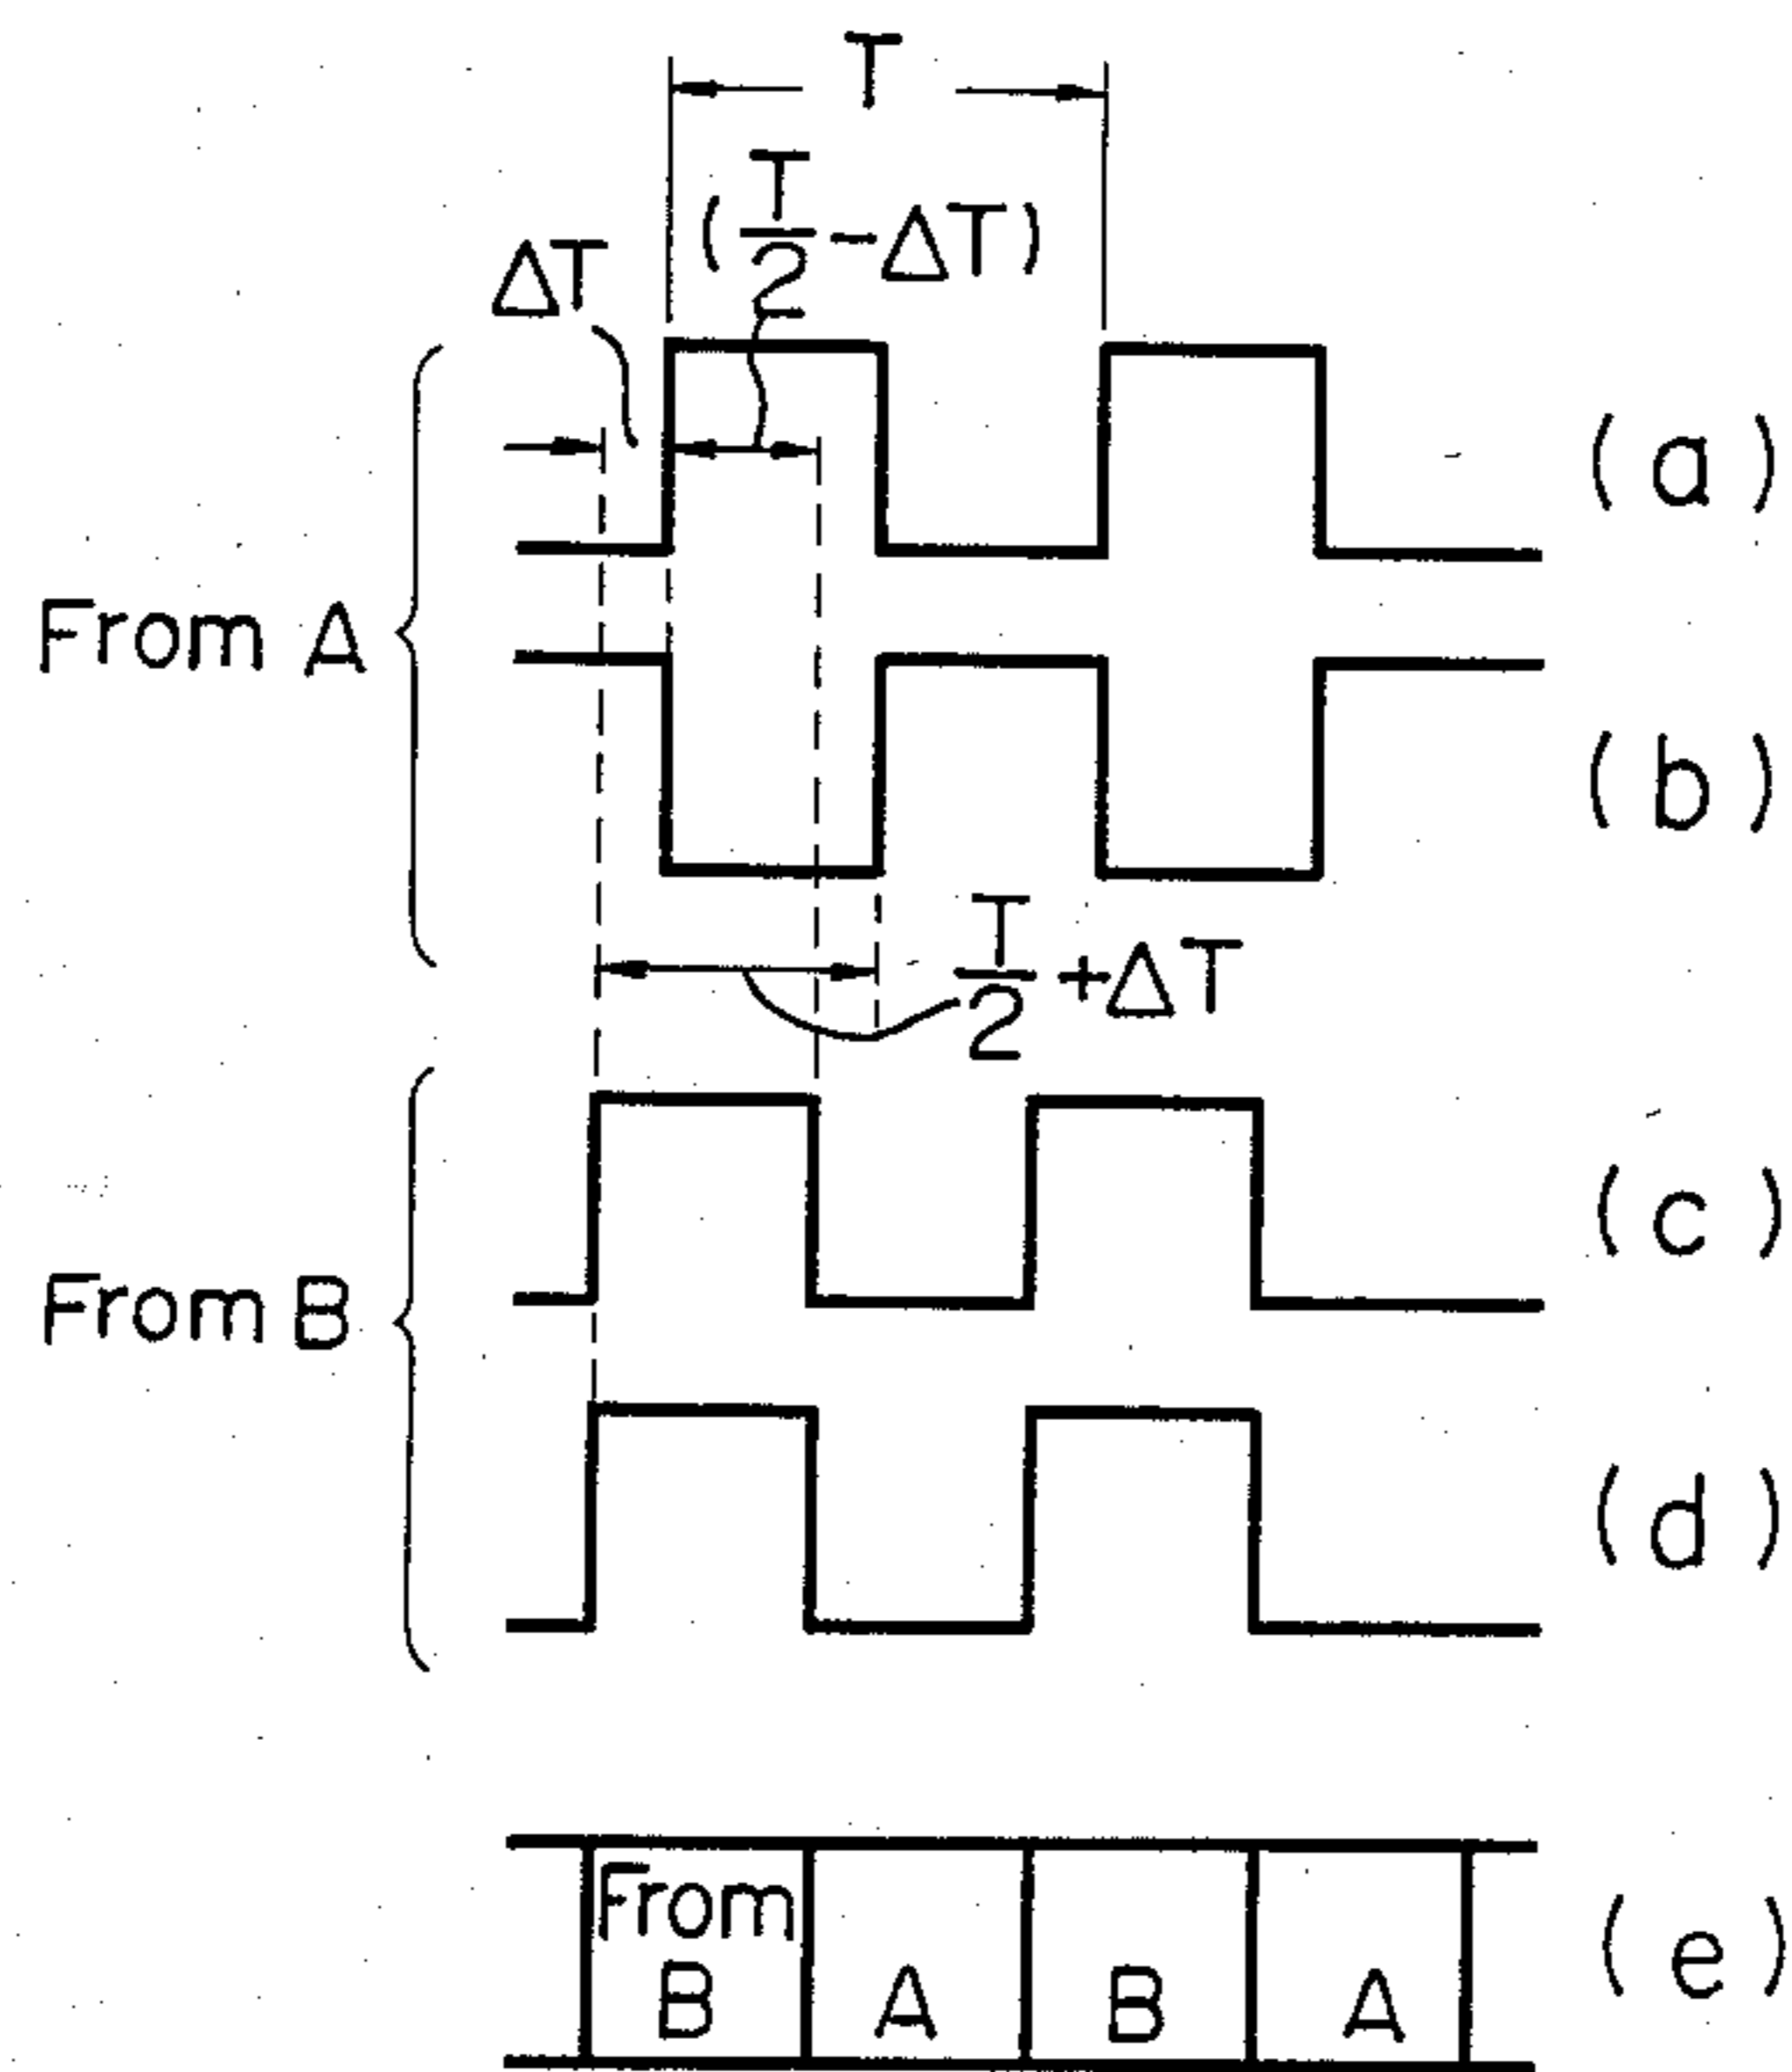 T
(T/2-ΔT)
ΔT
(a)
From A
(b)
T/2+ΔT
(c)
From B
(d)
From
B A B A
(e)